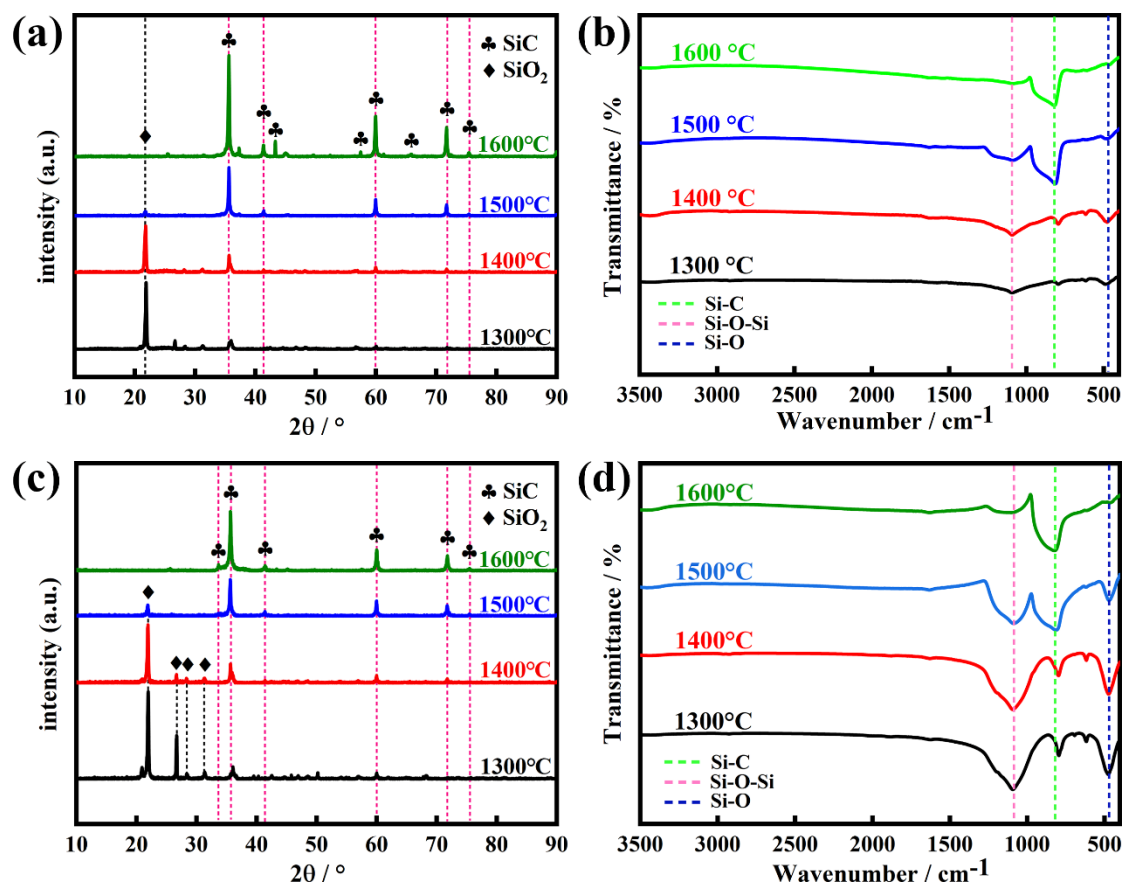 (a)
♣ SiC
♦ SiO2
1600°C
1500°C
1400°C
1300°C
intensity (a.u.)
10 20 30 40 50 60 70 80 90
2θ / °
(b)
1600 °C
1500 °C
1400 °C
1300 °C
Si-C
Si-O-Si
Si-O
Transmittance / %
3500 3000 2500 2000 1500 1000 500
Wavenumber / cm-1
(c)
♣ SiC
♦ SiO2
1600°C
1500°C
1400°C
1300°C
intensity (a.u.)
10 20 30 40 50 60 70 80 90
2θ / °
(d)
1600°C
1500°C
1400°C
1300°C
Si-C
Si-O-Si
Si-O
Transmittance / %
3500 3000 2500 2000 1500 1000 500
Wavenumber / cm-1